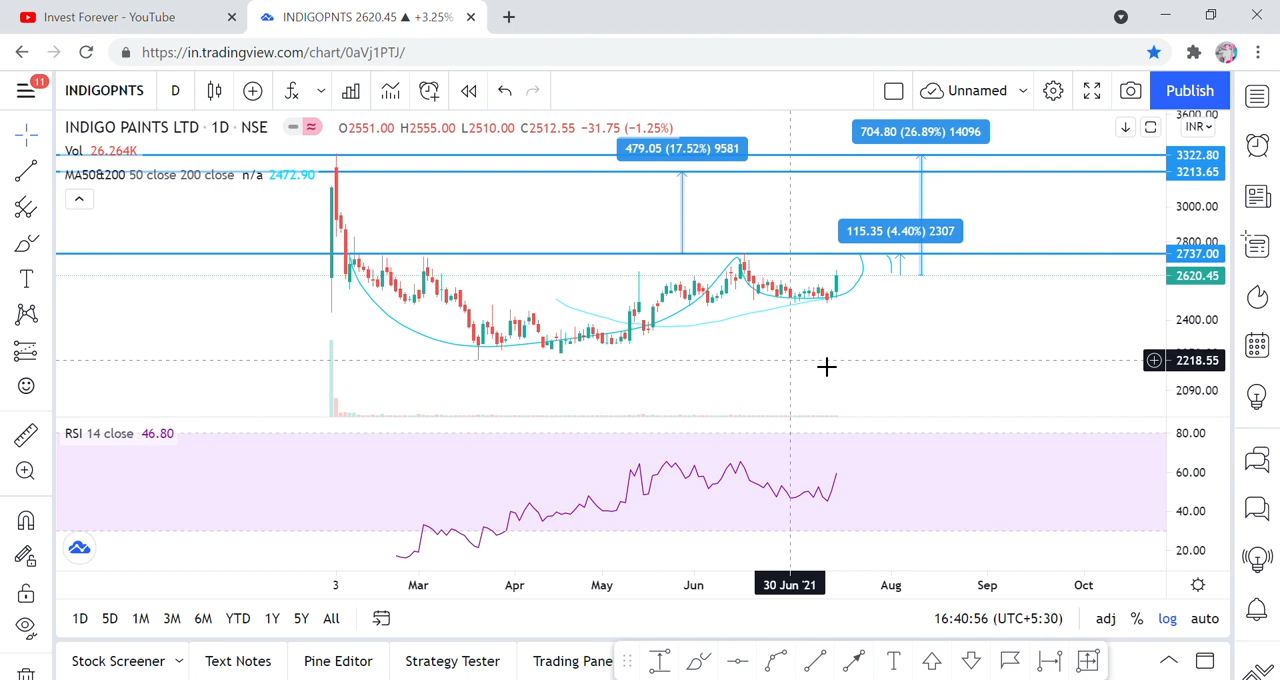 Invest Forever - YouTube
INDIGOPNTS 2620.45 ▲ +3.25%
https://in.tradingview.com/chart/0aVj1PTJ/
11
INDIGOPNTS D
Unnamed
Publish
INDIGO PAINTS LTD · 1D · NSE
O2551.00 H2555.00 L2510.00 C2512.55 −31.75 (−1.25%)
Vol 26.264K
MA50&200 50 close 200 close n/a 2472.90
479.05 (17.52%) 9581
704.80 (26.89%) 14096
115.35 (4.40%) 2307
3600.00
INR
3322.80
3213.65
3000.00
2800.00
2737.00
2620.45
2400.00
2218.55
2090.00
RSI 14 close 46.80
80.00
60.00
40.00
20.00
3 Mar Apr May Jun 30 Jun '21 Aug Sep Oct
1D 5D 1M 3M 6M YTD 1Y 5Y All
16:40:56 (UTC+5:30) adj % log auto
Stock Screener Text Notes Pine Editor Strategy Tester Trading Pane
T